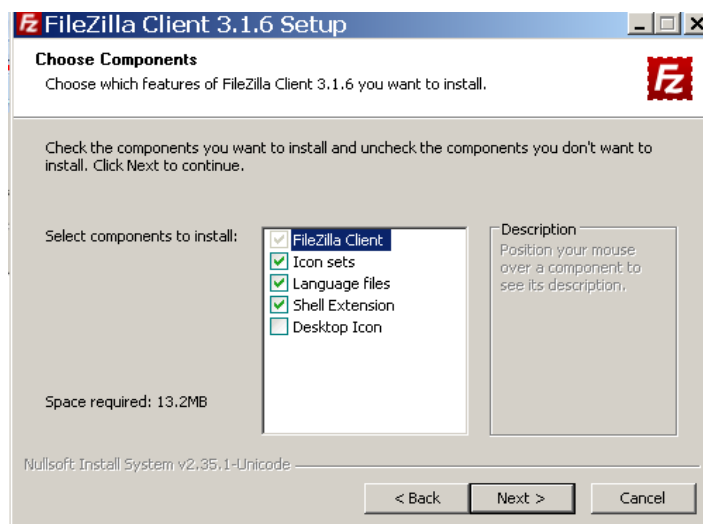 FileZilla Client 3.1.6 Setup
Choose Components
Choose which features of FileZilla Client 3.1.6 you want to install.
Fz
Check the components you want to install and uncheck the components you don't want to
install. Click Next to continue.
Select components to install:
FileZilla Client
Icon sets
Language files
Shell Extension
Desktop Icon
Description
Position your mouse
over a component to
see its description.
Space required: 13.2MB
Nullsoft Install System v2.35.1-Unicode
< Back
Next >
Cancel